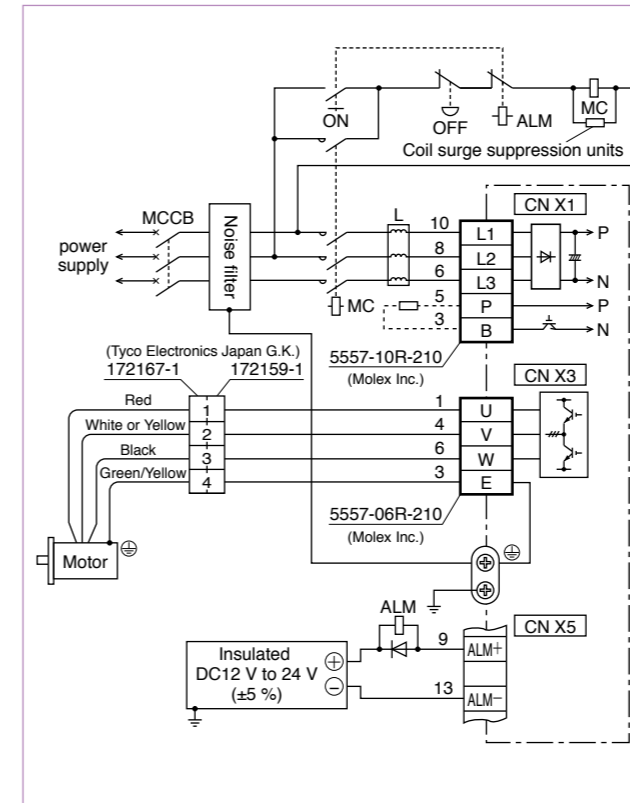 ON
OFF
ALM
MC
Coil surge suppression units
MCCB
power
supply
Noise filter
L
MC
10
8
6
5
3
L1
L2
L3
P
B
CN X1
P
N
P
N
5557-10R-210
(Molex Inc.)
(Tyco Electronics Japan G.K.)
172167-1 172159-1
Red
White or Yellow
Black
Green/Yellow
1
2
3
4
1
4
6
3
U
V
W
E
CN X3
5557-06R-210
(Molex Inc.)
Motor
ALM
Insulated
DC12 V to 24 V
(±5 %)
+
−
9
13
ALM+
ALM−
CN X5